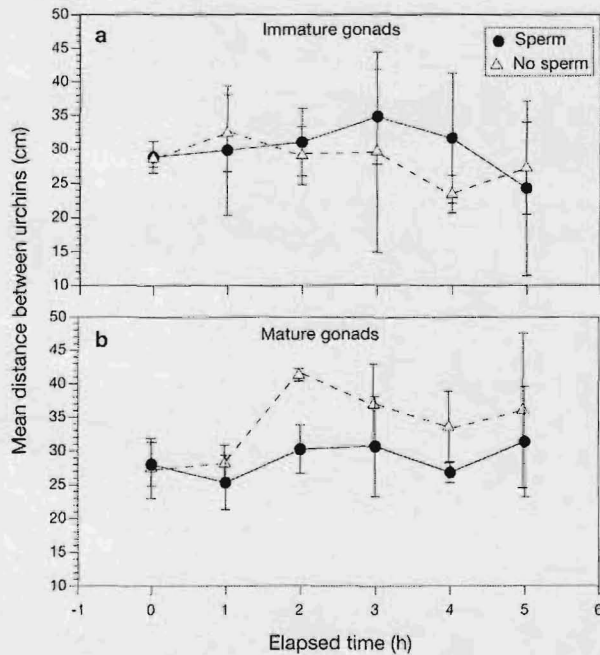 a
Immature gonads
Sperm
No sperm
50
45
40
35
30
25
20
15
10
b
Mature gonads
50
45
40
35
30
25
20
15
10
Mean distance between urchins (cm)
-1 0 1 2 3 4 5 6
Elapsed time (h)